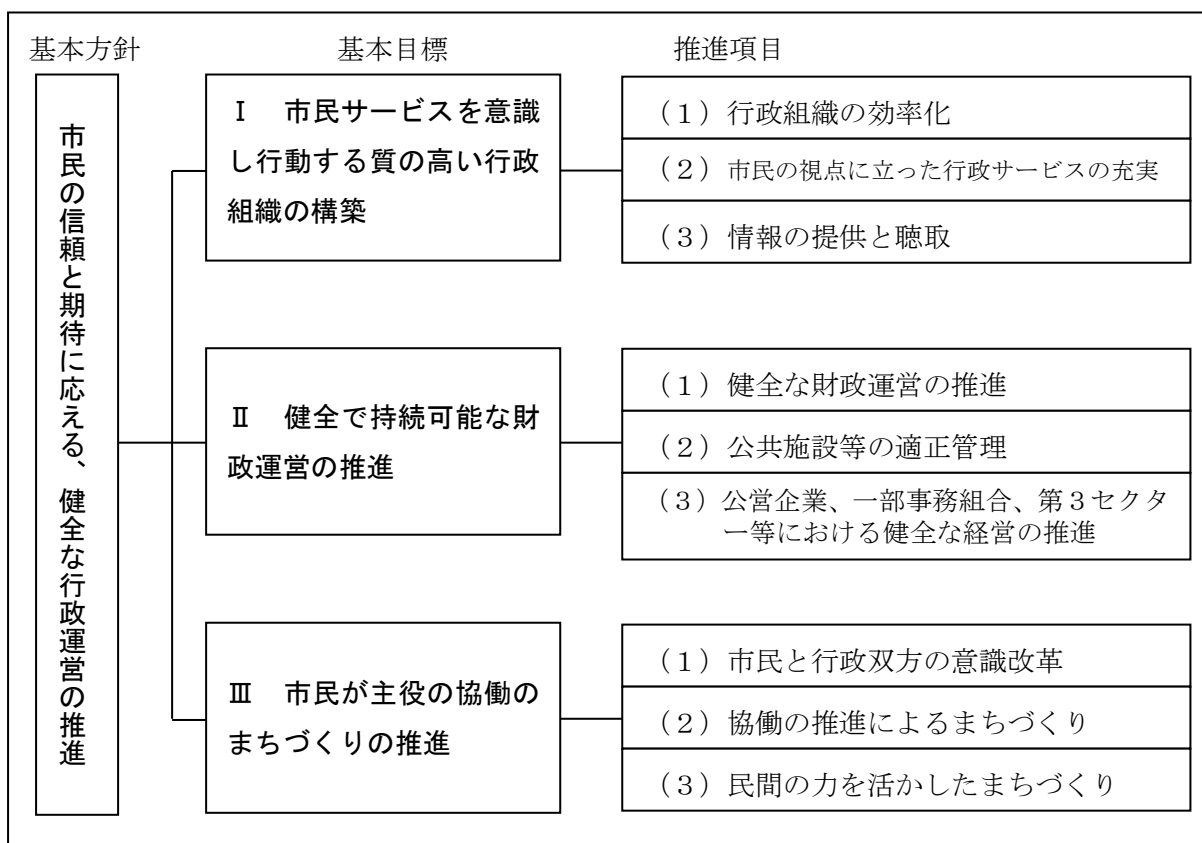 基本方針
基本目標
推進項目
市民の信頼と期待に応える、健全な行政運営の推進
Ⅰ 市民サービスを意識
し行動する質の高い行政
組織の構築
（１）行政組織の効率化
（２）市民の視点に立った行政サービスの充実
（３）情報の提供と聴取
Ⅱ 健全で持続可能な財
政運営の推進
（１）健全な財政運営の推進
（２）公共施設等の適正管理
（３）公営企業、一部事務組合、第３セクタ
ー等における健全な経営の推進
Ⅲ 市民が主役の協働の
まちづくりの推進
（１）市民と行政双方の意識改革
（２）協働の推進によるまちづくり
（３）民間の力を活かしたまちづくり